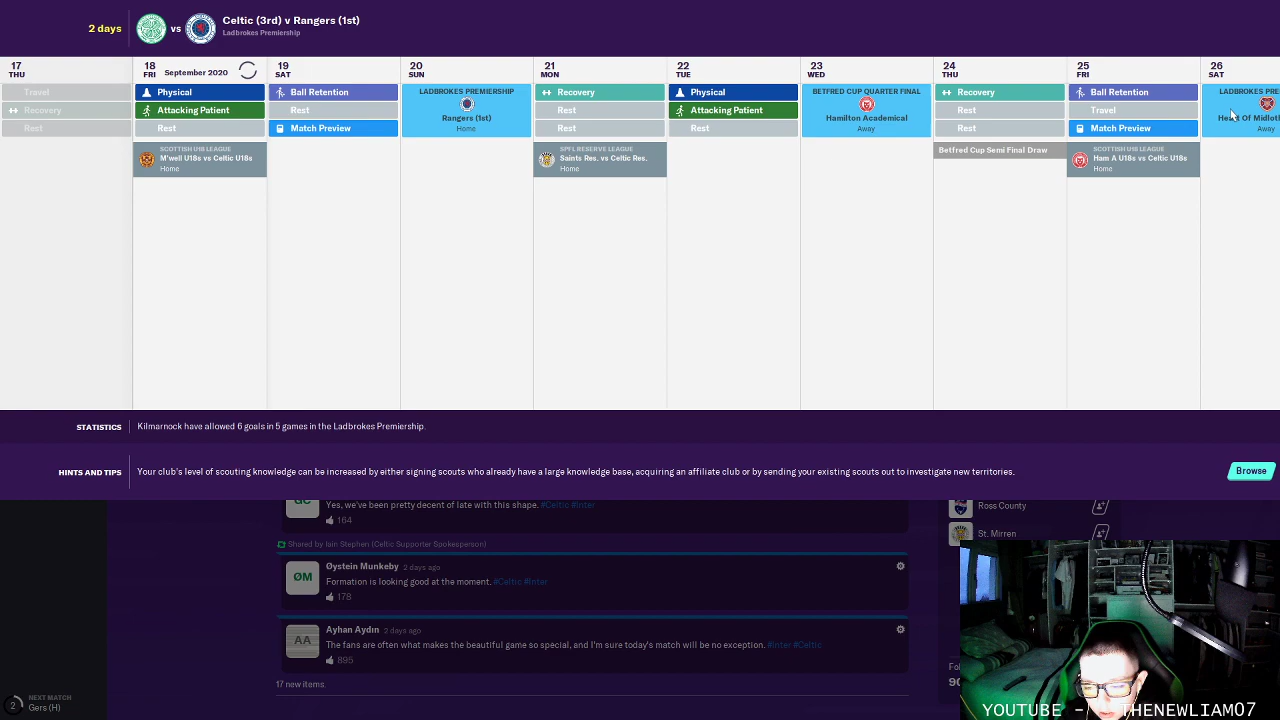 2 days
Celtic (3rd) v Rangers (1st)
vs
Ladbrokes Premiership
17 THU
18 FRI September 2020
19 SAT
20 SUN
21 MON
22 TUE
23 WED
24 THU
25 FRI
26 SAT
Travel
Recovery
Rest
Physical
Attacking Patient
Rest
SCOTTISH U18 LEAGUE
M'well U18s vs Celtic U18s
Home
Ball Retention
Rest
Match Preview
LADBROKES PREMIERSHIP
Rangers (1st)
Home
Recovery
Rest
Rest
SPFL RESERVE LEAGUE
Saints Res. vs Celtic Res.
Home
Physical
Attacking Patient
Rest
BETFRED CUP QUARTER FINAL
Hamilton Academical
Away
Recovery
Rest
Rest
Betfred Cup Semi Final Draw
Ball Retention
Travel
Match Preview
SCOTTISH U18 LEAGUE
Ham A U18s vs Celtic U18s
Home
LADBROKES PRE
Heart Of Midloth
Away
STATISTICS
Kilmarnock have allowed 6 goals in 5 games in the Ladbrokes Premiership.
HINTS AND TIPS
Your club's level of scouting knowledge can be increased by either signing scouts who already have a large knowledge base, acquiring an affiliate club or by sending your existing scouts out to investigate new territories.
Browse
Yes, we've been pretty decent of late with this shape. #Celtic #Inter
164
Shared by Iain Stephen (Celtic Supporter Spokesperson)
ØM
Øystein Munkeby 2 days ago
Formation is looking good at the moment. #Celtic #Inter
178
AA
Ayhan Aydın 2 days ago
The fans are often what makes the beautiful game so special, and I'm sure today's match will be no exception. #Inter #Celtic
895
17 new items.
Ross County
St. Mirren
2
NEXT MATCH
Gers (H)
YOUTUBE - THENEWLIAM07